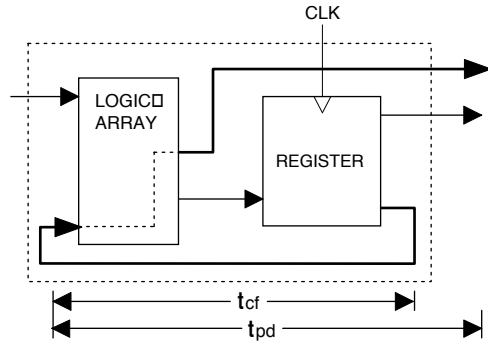 CLK
LOGIC□
ARRAY
REGISTER
tcf
tpd